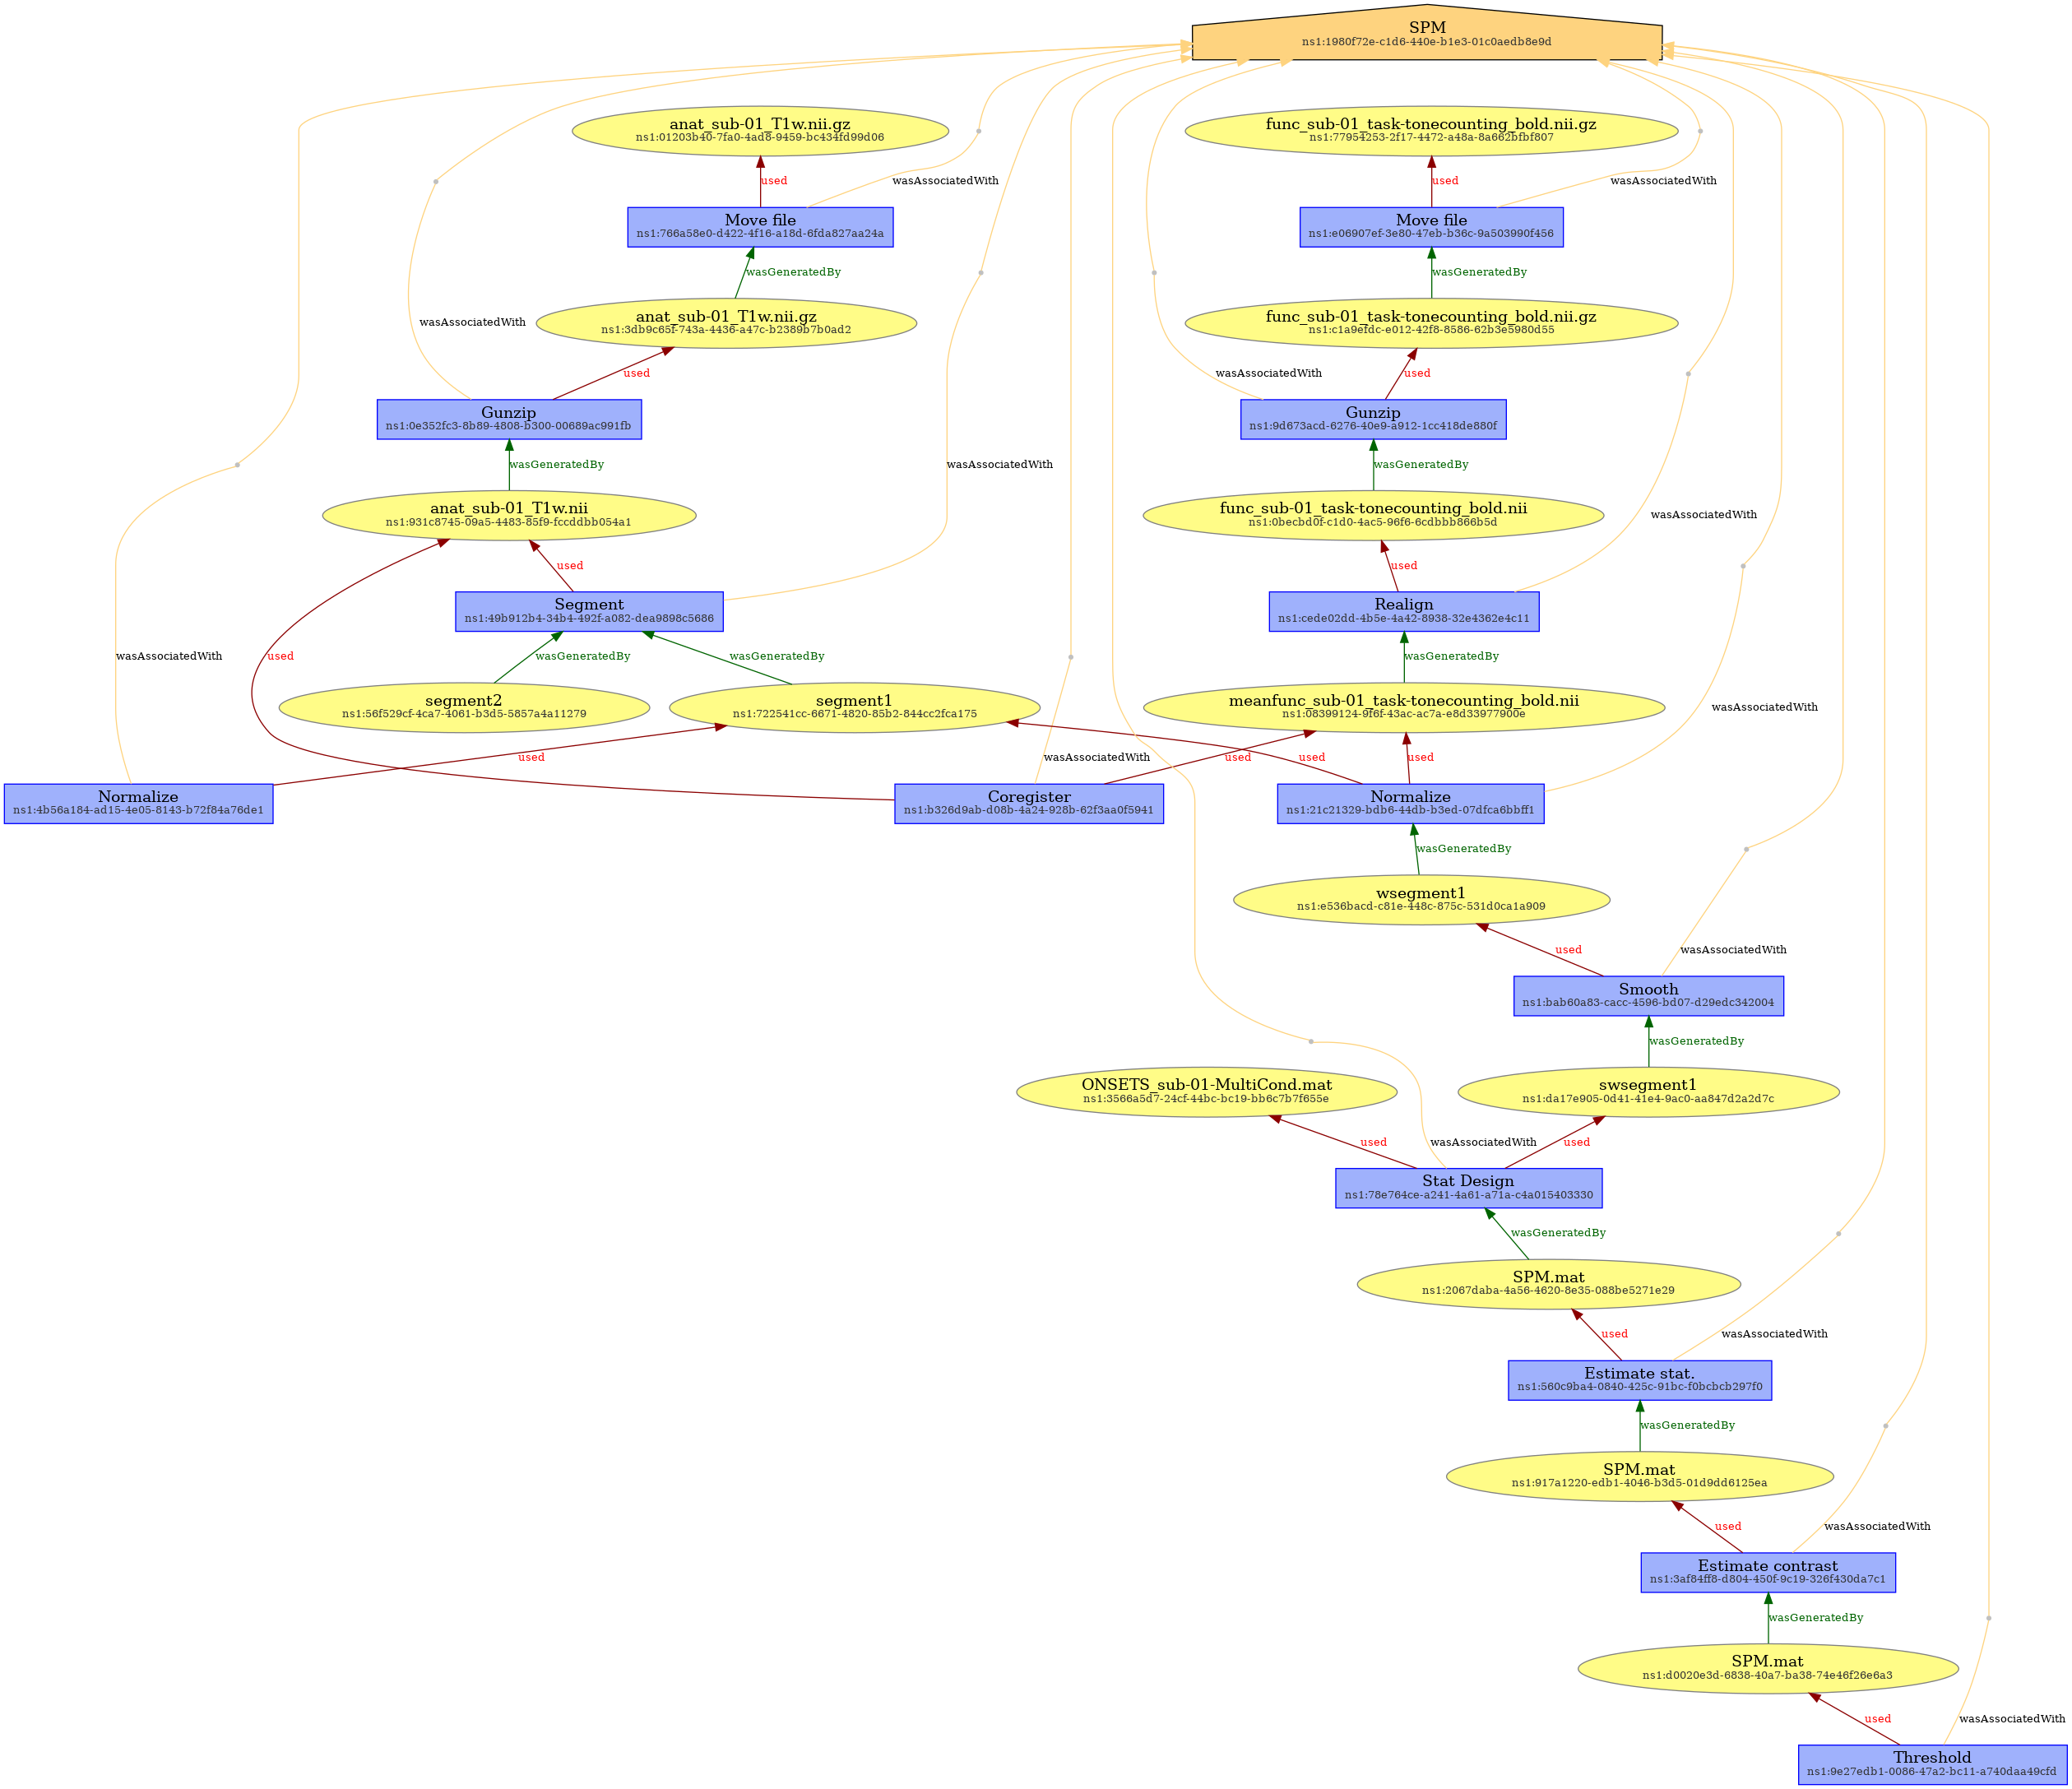 SPM
ns1:1980f72e-c1d6-440e-b1e3-01c0aedb8e9d
anat_sub-01_T1w.nii.gz
ns1:01203b40-7fa0-4ad8-9459-bc434fd99d06
func_sub-01_task-tonecounting_bold.nii.gz
ns1:77954253-2f17-4472-a48a-8a662bfbf807
used
wasAssociatedWith
used
wasAssociatedWith
Move file
ns1:766a58e0-d422-4f16-a18d-6fda827aa24a
Move file
ns1:e06907ef-3e80-47eb-b36c-9a503990f456
wasGeneratedBy
wasGeneratedBy
anat_sub-01_T1w.nii.gz
ns1:3db9c65f-743a-4436-a47c-b2389b7b0ad2
func_sub-01_task-tonecounting_bold.nii.gz
ns1:c1a9efdc-e012-42f8-8586-62b3e5980d55
wasAssociatedWith
used
wasAssociatedWith
used
Gunzip
ns1:0e352fc3-8b89-4808-b300-00689ac991fb
Gunzip
ns1:9d673acd-6276-40e9-a912-1cc418de880f
wasGeneratedBy
wasAssociatedWith
wasGeneratedBy
anat_sub-01_T1w.nii
ns1:931c8745-09a5-4483-85f9-fccddbb054a1
func_sub-01_task-tonecounting_bold.nii
ns1:0becbd0f-c1d0-4ac5-96f6-6cdbbb866b5d
wasAssociatedWith
used
used
Segment
ns1:49b912b4-34b4-492f-a082-dea9898c5686
Realign
ns1:cede02dd-4b5e-4a42-8938-32e4362e4c11
wasAssociatedWith
used
wasGeneratedBy
wasGeneratedBy
wasGeneratedBy
segment2
ns1:56f529cf-4ca7-4061-b3d5-5857a4a11279
segment1
ns1:722541cc-6671-4820-85b2-844cc2fca175
meanfunc_sub-01_task-tonecounting_bold.nii
ns1:08399124-9f6f-43ac-ac7a-e8d33977900e
wasAssociatedWith
used
wasAssociatedWith
used
used
used
Normalize
ns1:4b56a184-ad15-4e05-8143-b72f84a76de1
Coregister
ns1:b326d9ab-d08b-4a24-928b-62f3aa0f5941
Normalize
ns1:21c21329-bdb6-44db-b3ed-07dfca6bbff1
wasGeneratedBy
wsegment1
ns1:e536bacd-c81e-448c-875c-531d0ca1a909
used
wasAssociatedWith
Smooth
ns1:bab60a83-cacc-4596-bd07-d29edc342004
wasGeneratedBy
ONSETS_sub-01-MultiCond.mat
ns1:3566a5d7-24cf-44bc-bc19-bb6c7b7f655e
swsegment1
ns1:da17e905-0d41-41e4-9ac0-aa847d2a2d7c
used
wasAssociatedWith
used
Stat Design
ns1:78e764ce-a241-4a61-a71a-c4a015403330
wasGeneratedBy
SPM.mat
ns1:2067daba-4a56-4620-8e35-088be5271e29
used
wasAssociatedWith
Estimate stat.
ns1:560c9ba4-0840-425c-91bc-f0bcbcb297f0
wasGeneratedBy
SPM.mat
ns1:917a1220-edb1-4046-b3d5-01d9dd6125ea
used
wasAssociatedWith
Estimate contrast
ns1:3af84ff8-d804-450f-9c19-326f430da7c1
wasGeneratedBy
SPM.mat
ns1:d0020e3d-6838-40a7-ba38-74e46f26e6a3
used
wasAssociatedWith
Threshold
ns1:9e27edb1-0086-47a2-bc11-a740daa49cfd